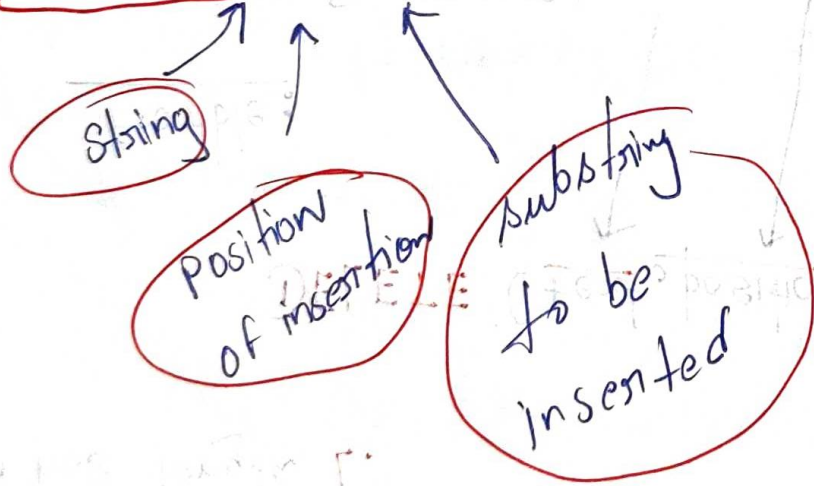 string
position
of insertion
substring
to be
inserted